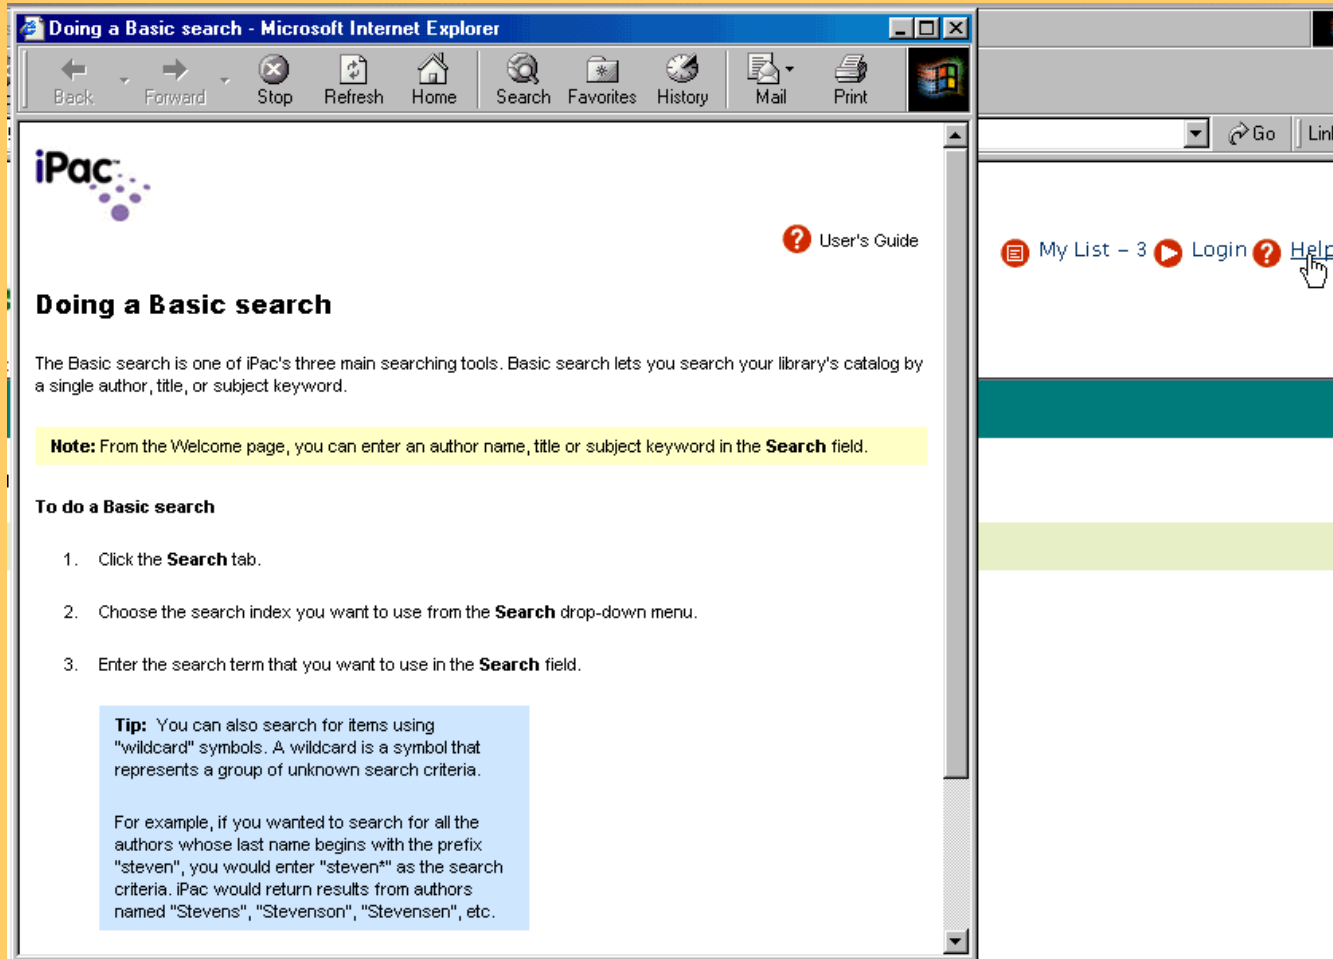 Doing a Basic search - Microsoft Internet Explorer
Back Forward Stop Refresh Home Search Favorites History Mail Print
Go Link
iPac™
User's Guide
My List – 3 Login Help
Doing a Basic search
The Basic search is one of iPac's three main searching tools. Basic search lets you search your library's catalog by
a single author, title, or subject keyword.
Note: From the Welcome page, you can enter an author name, title or subject keyword in the Search field.
To do a Basic search
1. Click the Search tab.
2. Choose the search index you want to use from the Search drop-down menu.
3. Enter the search term that you want to use in the Search field.
Tip: You can also search for items using
"wildcard" symbols. A wildcard is a symbol that
represents a group of unknown search criteria.
For example, if you wanted to search for all the
authors whose last name begins with the prefix
"steven", you would enter "steven*" as the search
criteria. iPac would return results from authors
named "Stevens", "Stevenson", "Stevensen", etc.